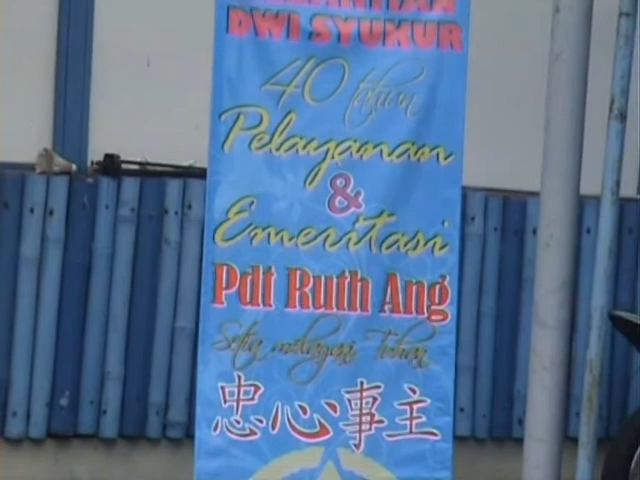 DWI SYUKUR
40 tahun
Pelayanan
&
Emeritasi
Pdt Ruth Ang
Setia melayani Tuhan
忠心事主